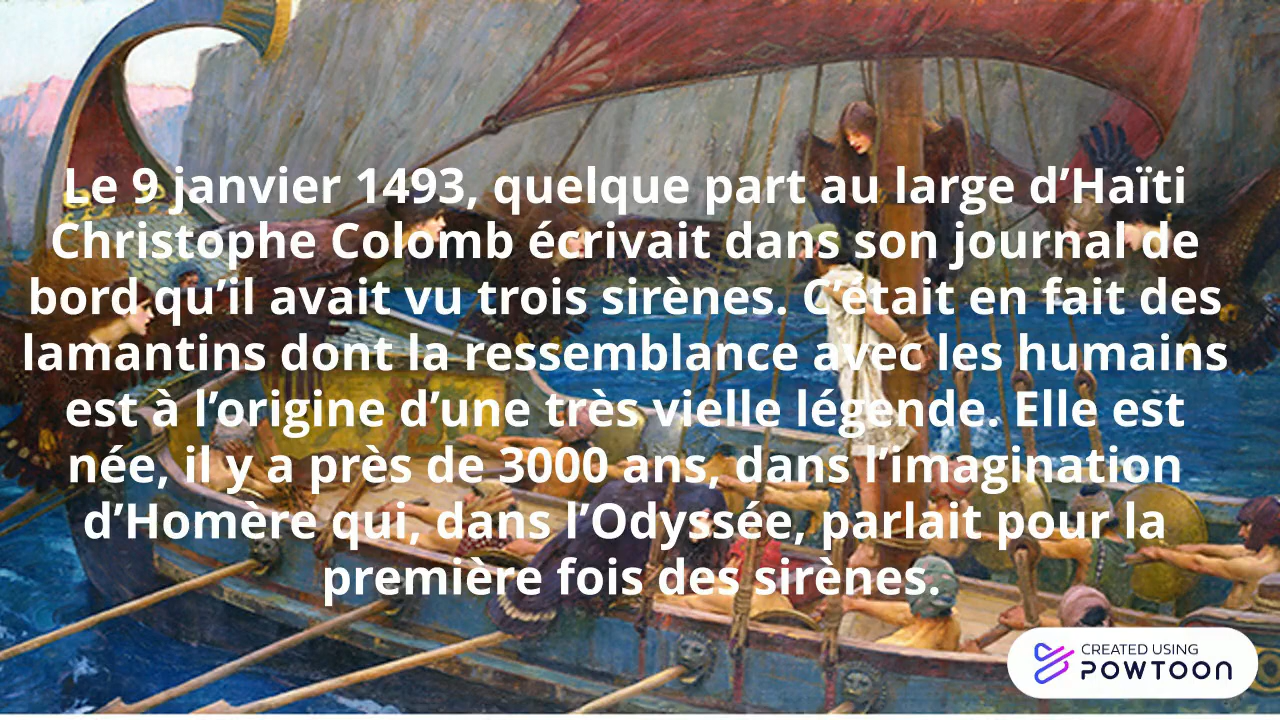 Le 9 janvier 1493, quelque part au large d’Haïti
Christophe Colomb écrivait dans son journal de
bord qu’il avait vu trois sirènes. C’était en fait des
lamantins dont la ressemblance avec les humains
est à l’origine d’une très vielle légende. Elle est
née, il y a près de 3000 ans, dans l’imagination
d’Homère qui, dans l’Odyssée, parlait pour la
première fois des sirènes.
CREATED USING
POWTOON